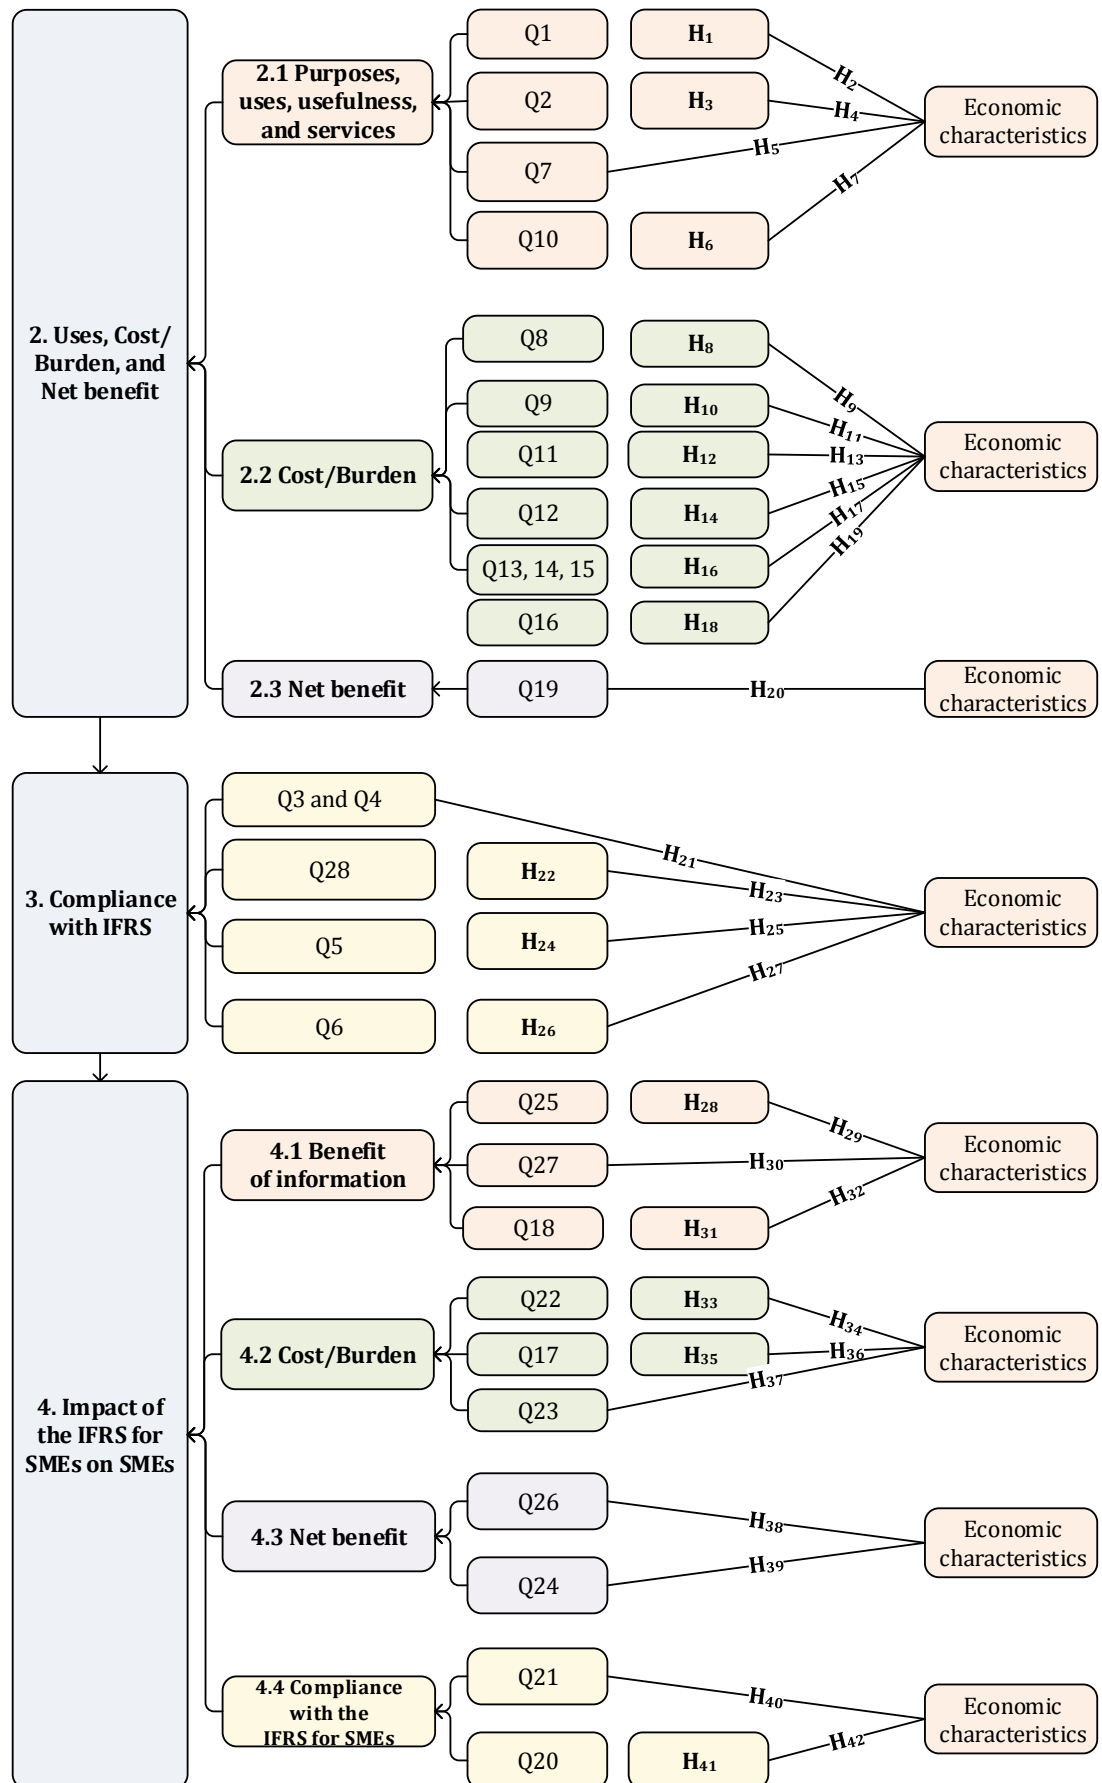 2. Uses, Cost/
Burden, and
Net benefit
2.1 Purposes,
uses, usefulness,
and services
Q1
H₁
H₂
Q2
H₃
H₄
Q7
H₅
Q10
H₆
H₇
Economic
characteristics
2.2 Cost/Burden
Q8
H₈
H₉
Q9
H₁₀
H₁₁
Q11
H₁₂
H₁₃
Q12
H₁₄
H₁₅
Q13, 14, 15
H₁₆
H₁₇
Q16
H₁₈
H₁₉
Economic
characteristics
2.3 Net benefit
Q19
H₂₀
Economic
characteristics
3. Compliance
with IFRS
Q3 and Q4
H₂₁
Q28
H₂₂
H₂₃
Q5
H₂₄
H₂₅
Q6
H₂₆
H₂₇
Economic
characteristics
4. Impact of
the IFRS for
SMEs on SMEs
4.1 Benefit
of information
Q25
H₂₈
H₂₉
Q27
H₃₀
Q18
H₃₁
H₃₂
Economic
characteristics
4.2 Cost/Burden
Q22
H₃₃
H₃₄
Q17
H₃₅
H₃₆
Q23
H₃₇
Economic
characteristics
4.3 Net benefit
Q26
H₃₈
Q24
H₃₉
Economic
characteristics
4.4 Compliance
with the
IFRS for SMEs
Q21
H₄₀
Q20
H₄₁
H₄₂
Economic
characteristics